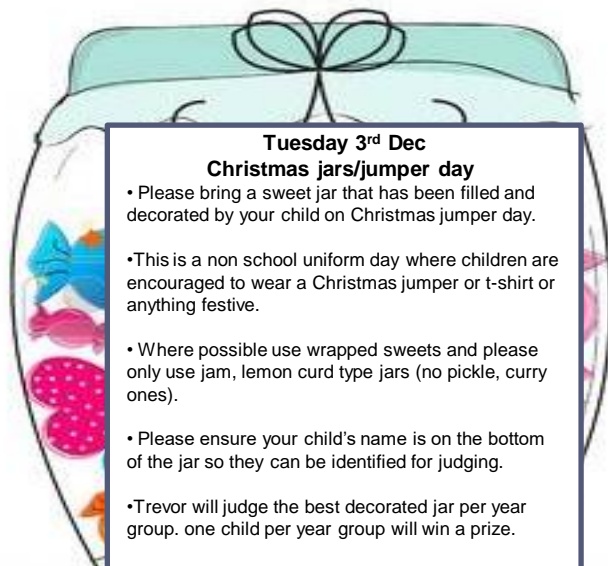 Tuesday 3rd Dec
Christmas jars/jumper day
• Please bring a sweet jar that has been filled and
decorated by your child on Christmas jumper day.
•This is a non school uniform day where children are
encouraged to wear a Christmas jumper or t-shirt or
anything festive.
• Where possible use wrapped sweets and please
only use jam, lemon curd type jars (no pickle, curry
ones).
• Please ensure your child’s name is on the bottom
of the jar so they can be identified for judging.
•Trevor will judge the best decorated jar per year
group. one child per year group will win a prize.